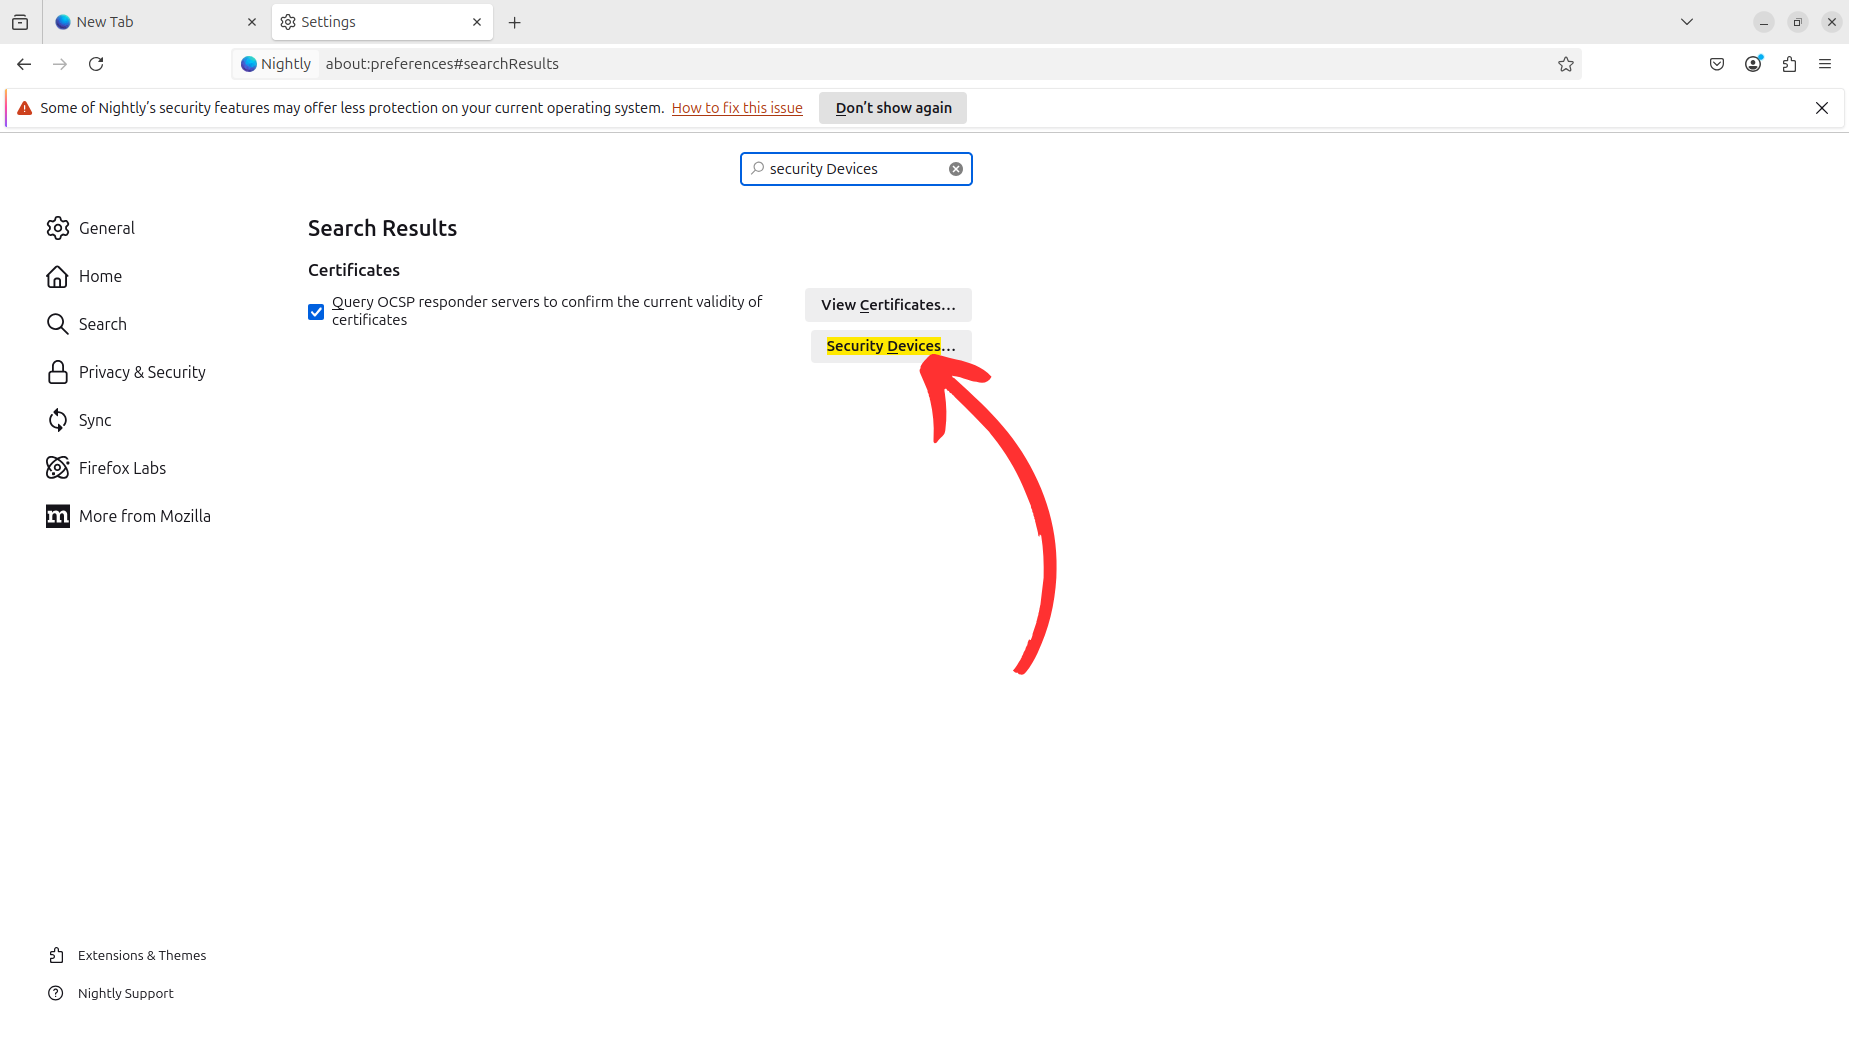 New Tab
Settings
Nightly about:preferences#searchResults
Some of Nightly’s security features may offer less protection on your current operating system. How to fix this issue Don’t show again
security Devices
General
Home
Search
Privacy & Security
Sync
Firefox Labs
More from Mozilla
Search Results
Certificates
Query OCSP responder servers to confirm the current validity of
certificates
View Certificates…
Security Devices…
Extensions & Themes
Nightly Support